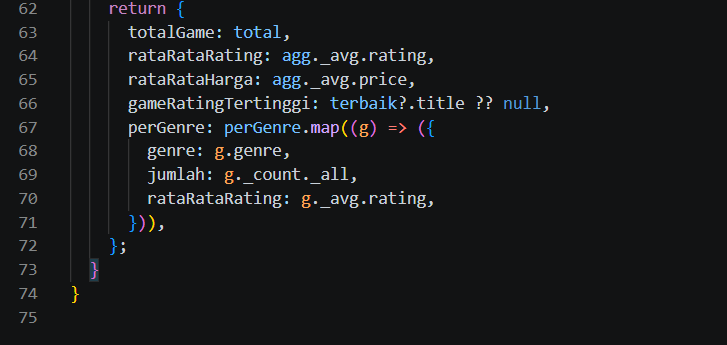 62 return {
63 totalGame: total,
64 rataRataRating: agg._avg.rating,
65 rataRataHarga: agg._avg.price,
66 gameRatingTertinggi: terbaik?.title ?? null,
67 perGenre: perGenre.map((g) => ({
68 genre: g.genre,
69 jumlah: g._count._all,
70 rataRataRating: g._avg.rating,
71 })),
72 };
73 }
74 }
75